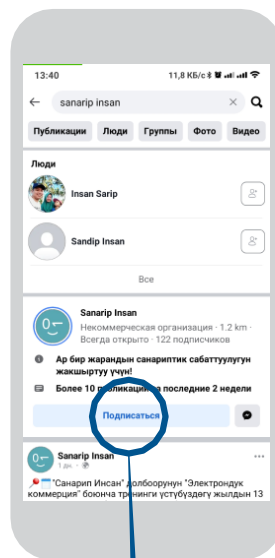 13:40 11,8 КБ/с
sanarip insan
Публикации Люди Группы Фото Видео
Люди
Insan Sarip
Sandip Insan
Все
Sanarip Insan
Некоммерческая организация · 1.2 km ·
Всегда открыто · 122 подписчиков
Ар бир жарандын санариптик сабаттуулугун
жакшыртуу үчүн!
Более 10 публикаций за последние 2 недели
Подписаться
Sanarip Insan
1 дн. ·
"Санарип Инсан" долбоорунун "Электрондук
коммерция" боюнча тренинги үстүбүздөгү жылдын 13